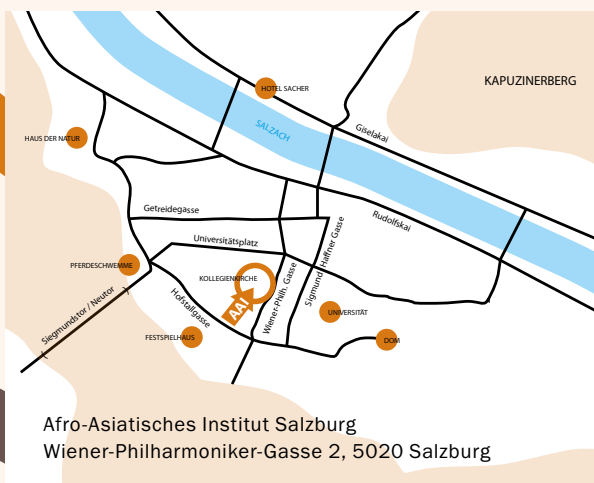 HOTEL SACHER
KAPUZINERBERG
SALZACH
Giselakai
HAUS DER NATUR
Getreidegasse
Rudolfskai
Universitätsplatz
Sigmund Haffner Gasse
PFERDESCHWEMME
KOLLEGIENKIRCHE
Wiener-Philh. Gasse
Hofstallgasse
AAI
Siegmundstor / Neutor
UNIVERSITÄT
FESTSPIELHAUS
DOM
Afro-Asiatisches Institut Salzburg
Wiener-Philharmoniker-Gasse 2, 5020 Salzburg